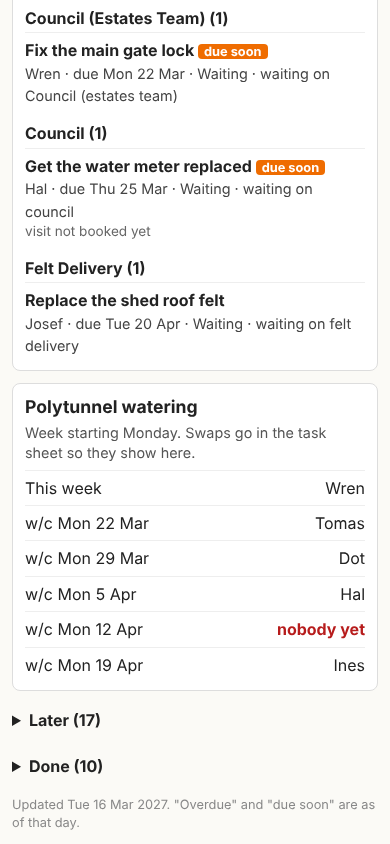 Council (Estates Team) (1)
Fix the main gate lock due soon
Wren · due Mon 22 Mar · Waiting · waiting on
Council (estates team)
Council (1)
Get the water meter replaced due soon
Hal · due Thu 25 Mar · Waiting · waiting on
council
visit not booked yet
Felt Delivery (1)
Replace the shed roof felt
Josef · due Tue 20 Apr · Waiting · waiting on felt
delivery
Polytunnel watering
Week starting Monday. Swaps go in the task
sheet so they show here.
This week Wren
w/c Mon 22 Mar Tomas
w/c Mon 29 Mar Dot
w/c Mon 5 Apr Hal
w/c Mon 12 Apr nobody yet
w/c Mon 19 Apr Ines
Later (17)
Done (10)
Updated Tue 16 Mar 2027. "Overdue" and "due soon" are as
of that day.